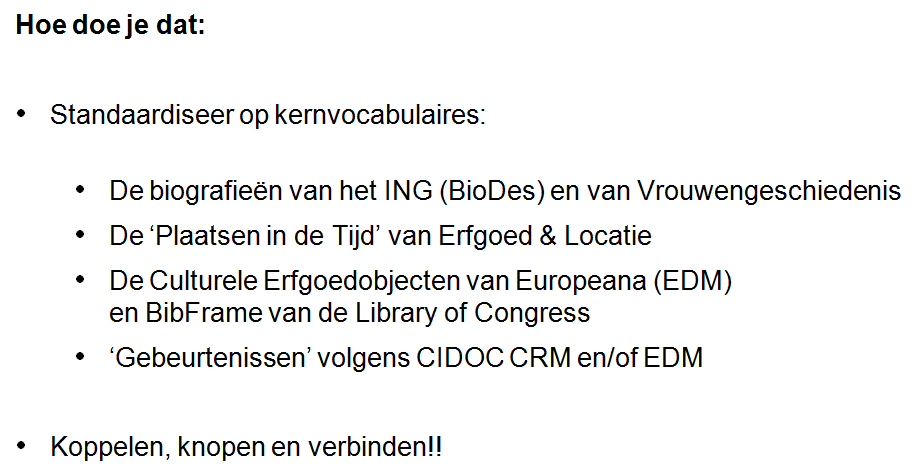 Hoe doe je dat:
• Standaardiseer op kernvocabulaires:
• De biografieën van het ING (BioDes) en van Vrouwengeschiedenis
• De ‘Plaatsen in de Tijd’ van Erfgoed & Locatie
• De Culturele Erfgoedobjecten van Europeana (EDM)
en BibFrame van de Library of Congress
• ‘Gebeurtenissen’ volgens CIDOC CRM en/of EDM
• Koppelen, knopen en verbinden!!